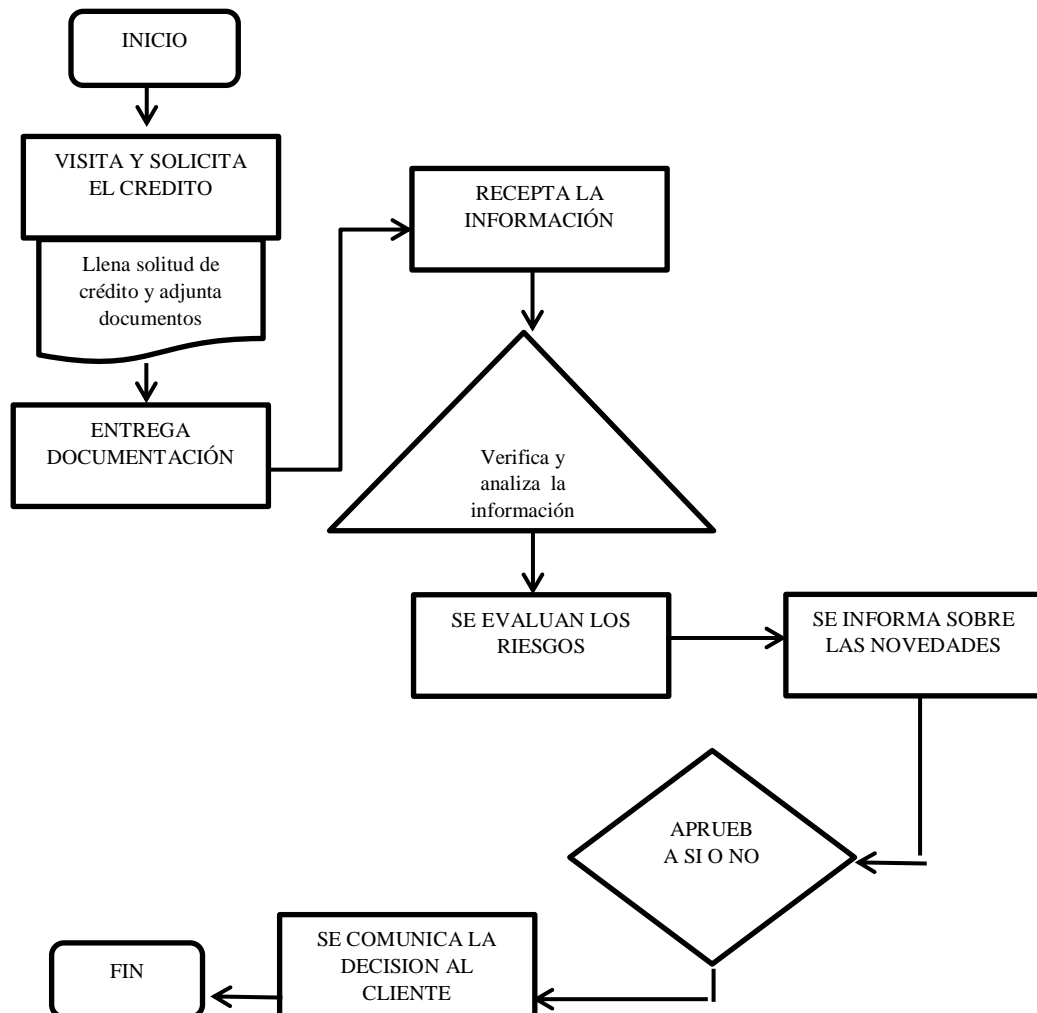 INICIO
VISITA Y SOLICITA
EL CREDITO
Llena solitud de
crédito y adjunta
documentos
ENTREGA
DOCUMENTACIÓN
RECEPTA LA
INFORMACIÓN
Verifica y
analiza la
información
SE EVALUAN LOS
RIESGOS
SE INFORMA SOBRE
LAS NOVEDADES
APRUEB
A SI O NO
SE COMUNICA LA
DECISION AL
CLIENTE
FIN